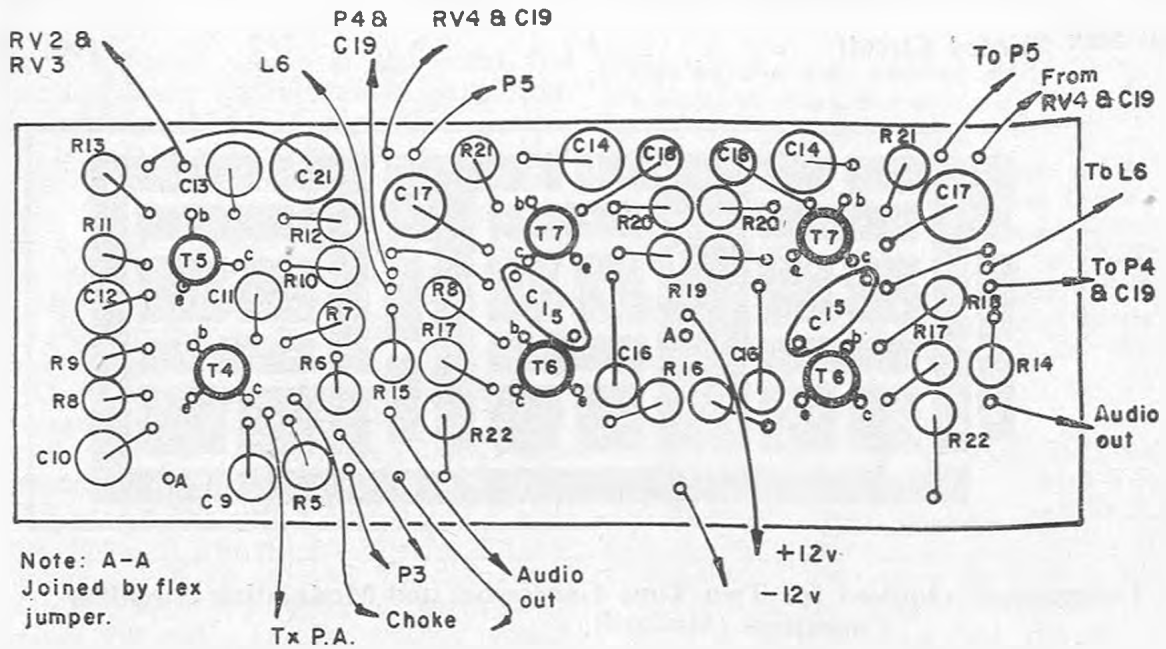 P4 &
C19
RV4 & C19
RV2 &
RV3
L6
P5
To P5
From
RV4 & C19
R13
C13
C21
C17
R21
C14
C18
C18
C14
R21
C17
To L6
R11
b
T5
c
e
R12
R10
b
T7
e
R20
R20
b
T7
e
c
R19
To P4
& C19
C12
C11
R7
R8
C15
C15
R18
R17
b
T6
c
e
A
R17
b
T6
e
c
R9
b
T4
e
c
R6
R15
C16
R16
C16
R14
R8
R22
R22
Audio
out
C10
A
C9
R5
Note: A-A
Joined by flex
jumper.
Tx P.A.
P3
Choke
Audio
out
+12v.
-12v